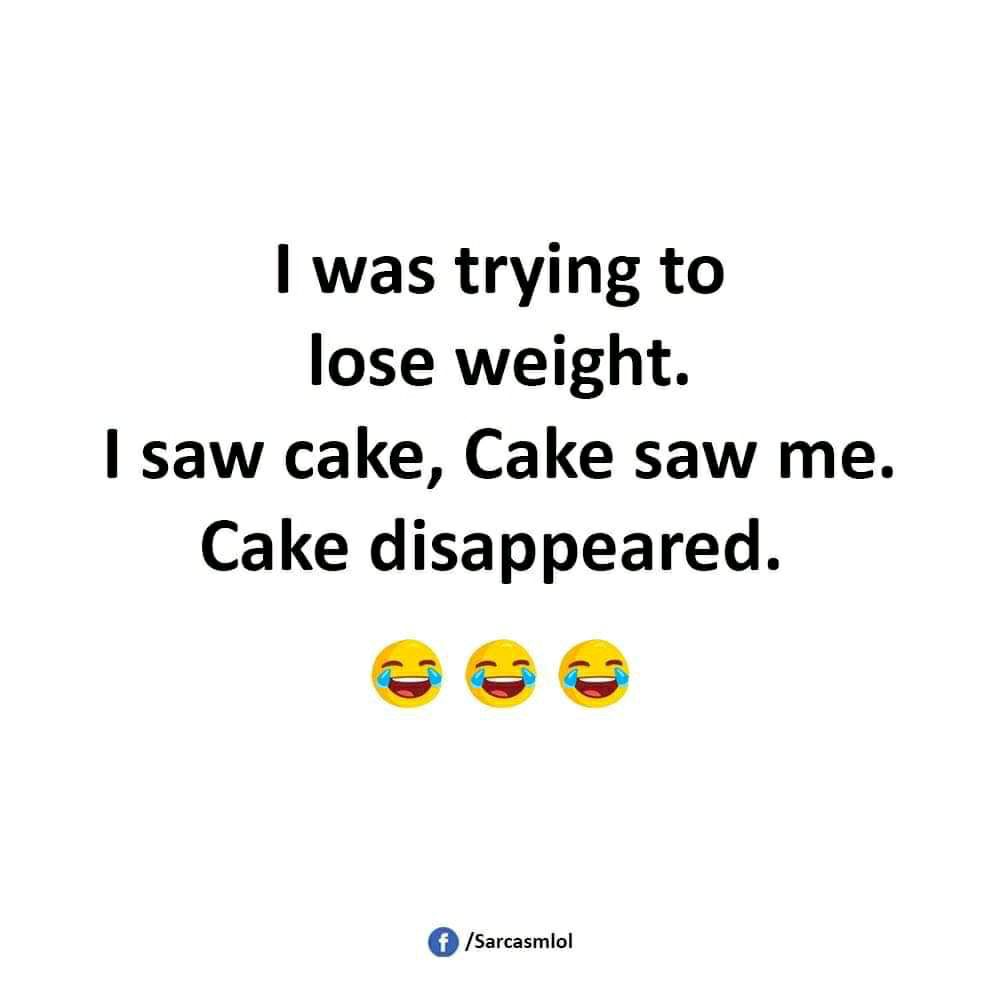 I was trying to
lose weight.
I saw cake, Cake saw me.
Cake disappeared.
😂 😂 😂
/Sarcasmlol